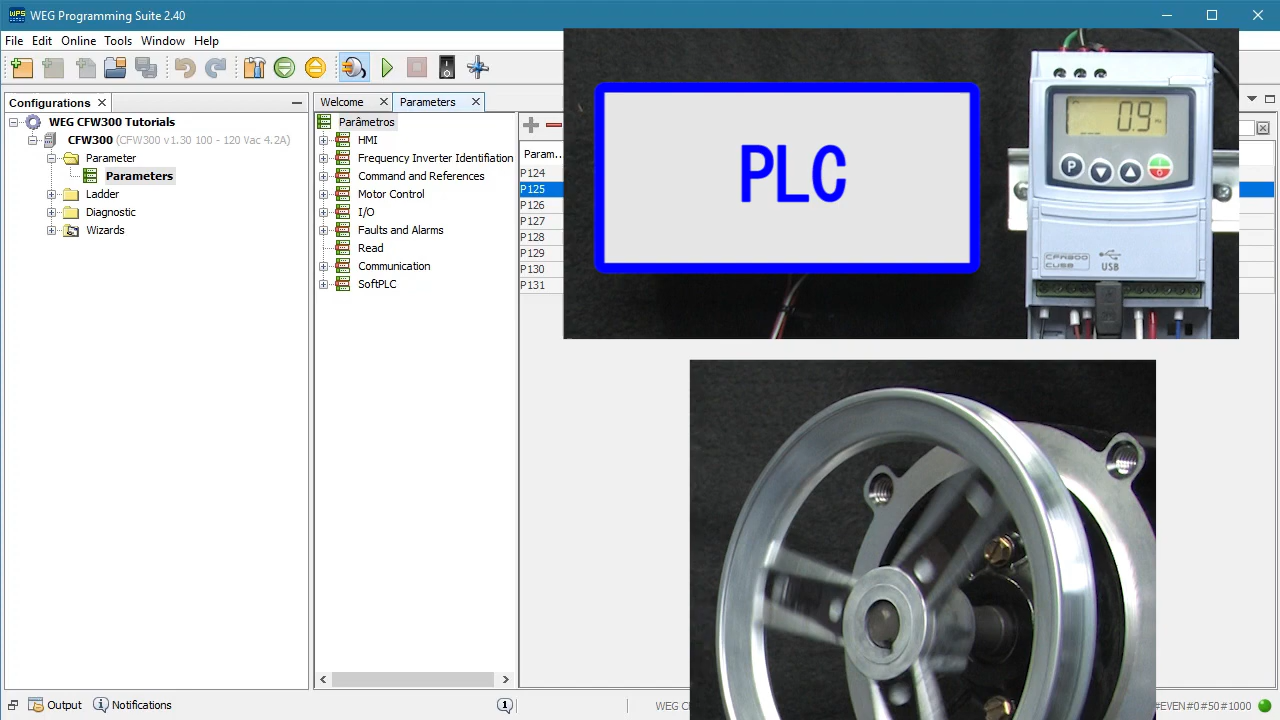 WPS
WEG Programming Suite 2.40
File Edit Online Tools Window Help
Configurations
WEG CFW300 Tutorials
CFW300 (CFW300 v1.30 100 - 120 Vac 4.2A)
Parameter
Parameters
Ladder
Diagnostic
Wizards
Welcome
Parameters
Parâmetros
HMI
Frequency Inverter Identifiation
Command and References
Motor Control
I/O
Faults and Alarms
Read
Communication
SoftPLC
Param...
P124
P125
P126
P127
P128
P129
P130
P131
PLC
0.9
P
USB
Output
Notifications
WEG C
#EVEN#0#50#1000